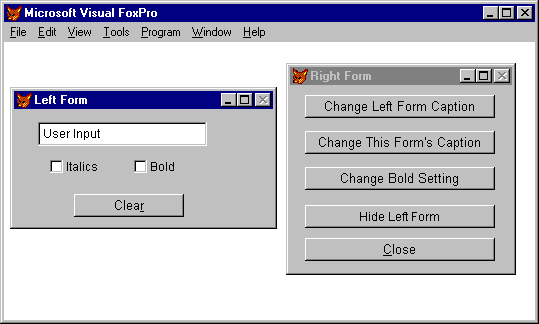 Microsoft Visual FoxPro
File Edit View Tools Program Window Help
Left Form
User Input
Italics Bold
Clear
Right Form
Change Left Form Caption
Change This Form's Caption
Change Bold Setting
Hide Left Form
Close